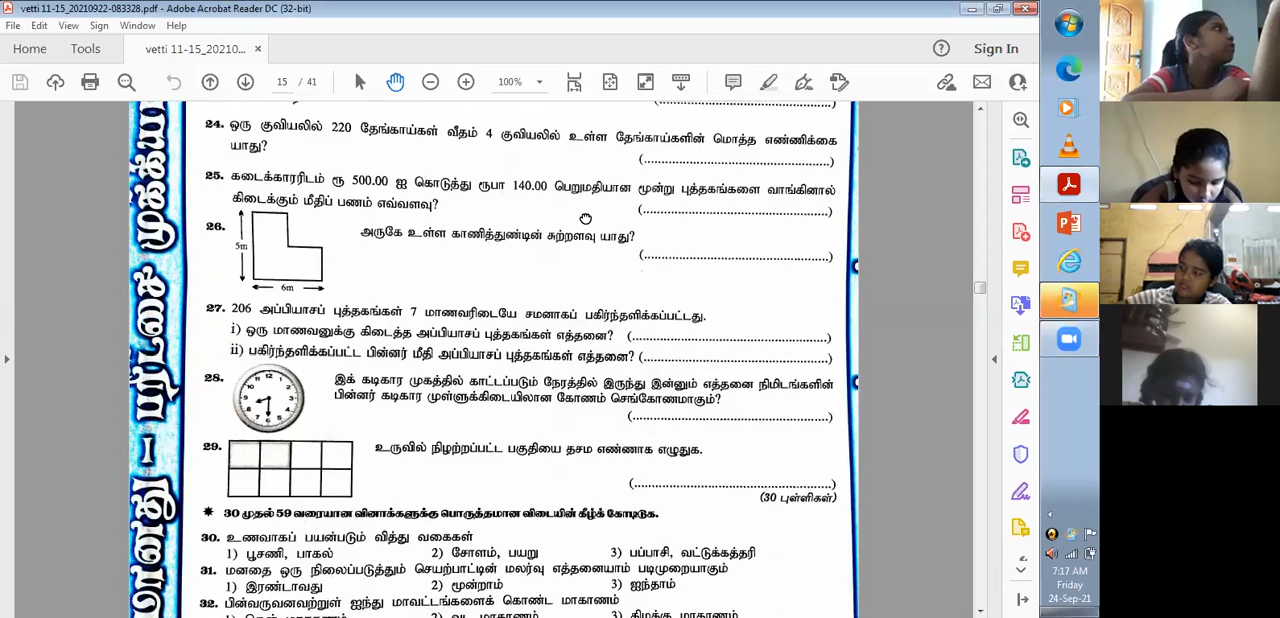 vetti 11-15_20210922-083328.pdf - Adobe Acrobat Reader DC (32-bit)
File Edit View Sign Window Help
Home Tools vetti 11-15_20210... × Sign In
15 / 41 100%
24. ஒரு குவியலில் 220 தேங்காய்கள் வீதம் 4 குவியலில் உள்ள தேங்காய்களின் மொத்த எண்ணிக்கை
யாது? (....................................................)
25. கடைக்காரரிடம் ரூ 500.00 ஐ கொடுத்து ரூபா 140.00 பெறுமதியான மூன்று புத்தகங்களை வாங்கினால்
கிடைக்கும் மீதிப் பணம் எவ்வளவு? (....................................................)
26. அருகே உள்ள காணித்துண்டின் சுற்றளவு யாது?
5m
(....................................................)
6m
27. 206 அப்பியாசப் புத்தகங்கள் 7 மாணவரிடையே சமனாகப் பகிர்ந்தளிக்கப்பட்டது.
i) ஒரு மாணவனுக்கு கிடைத்த அப்பியாசப் புத்தகங்கள் எத்தனை? (....................................................)
ii) பகிர்ந்தளிக்கப்பட்ட பின்னர் மீதி அப்பியாசப் புத்தகங்கள் எத்தனை? (....................................................)
28. இக் கடிகார முகத்தில் காட்டப்படும் நேரத்தில் இருந்து இன்னும் எத்தனை நிமிடங்களின்
பின்னர் கடிகார முள்ளுக்கிடையிலான கோணம் செங்கோணமாகும்?
(....................................................)
29. உருவில் நிழற்றப்பட்ட பகுதியை தசம எண்ணாக எழுதுக.
(....................................................)
(30 புள்ளிகள்)
* 30 முதல் 59 வரையான வினாக்களுக்கு பொருத்தமான விடையின் கீழ்க் கோடிடுக.
30. உணவாகப் பயன்படும் வித்து வகைகள்
1) பூசணி, பாகல் 2) சோளம், பயறு 3) பப்பாசி, வட்டுக்கத்தரி
31. மனதை ஒரு நிலைப்படுத்தும் செயற்பாட்டின் மலர்வு எத்தனையாம் படிமுறையாகும்
1) இரண்டாவது 2) மூன்றாம் 3) ஐந்தாம்
32. பின்வருவனவற்றுள் ஐந்து மாவட்டங்களைக் கொண்ட மாகாணம்
7:17 AM
Friday
24-Sep-21